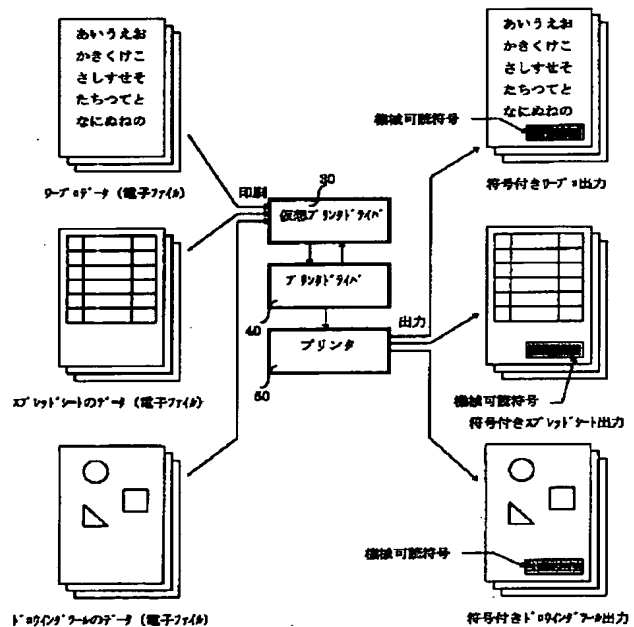 あいうえお
かきくけこ
さしすせそ
たちつてと
なにぬねの
ワープロデータ (電子ファイル)
スプレッドシートのデータ (電子ファイル)
ドロウイングツールのデータ (電子ファイル)
印刷
30
仮想プリンタドライバ
プリンタドライバ
40
プリンタ
50
出力
あいうえお
かきくけこ
さしすせそ
たちつてと
なにぬねの
機械可読符号
符号付きワープロ出力
機械可読符号
符号付きスプレッドシート出力
機械可読符号
符号付きドロウイングツール出力